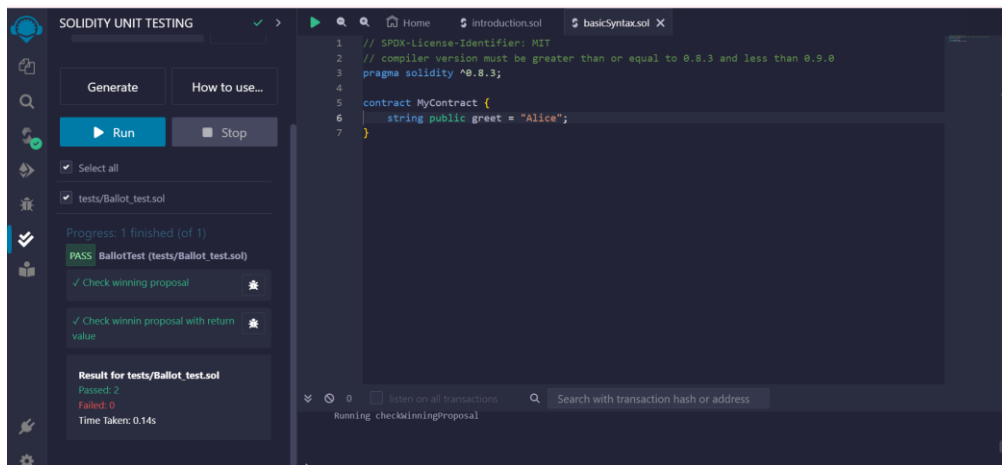 SOLIDITY UNIT TESTING
Generate
How to use...
Run
Stop
Select all
tests/Ballot_test.sol
Progress: 1 finished (of 1)
PASS BallotTest (tests/Ballot_test.sol)
✓ Check winning proposal
✓ Check winnin proposal with return
value
Result for tests/Ballot_test.sol
Passed: 2
Failed: 0
Time Taken: 0.14s
Home
introduction.sol
basicSyntax.sol
1 // SPDX-License-Identifier: MIT
2 // compiler version must be greater than or equal to 0.8.3 and less than 0.9.0
3 pragma solidity ^0.8.3;
4
5 contract MyContract {
6 string public greet = "Alice";
7 }
0
listen on all transactions
Search with transaction hash or address
Running checkWinningProposal